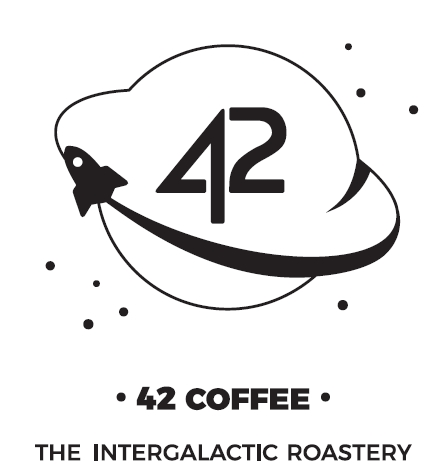 42
• 42 COFFEE •
THE INTERGALACTIC ROASTERY